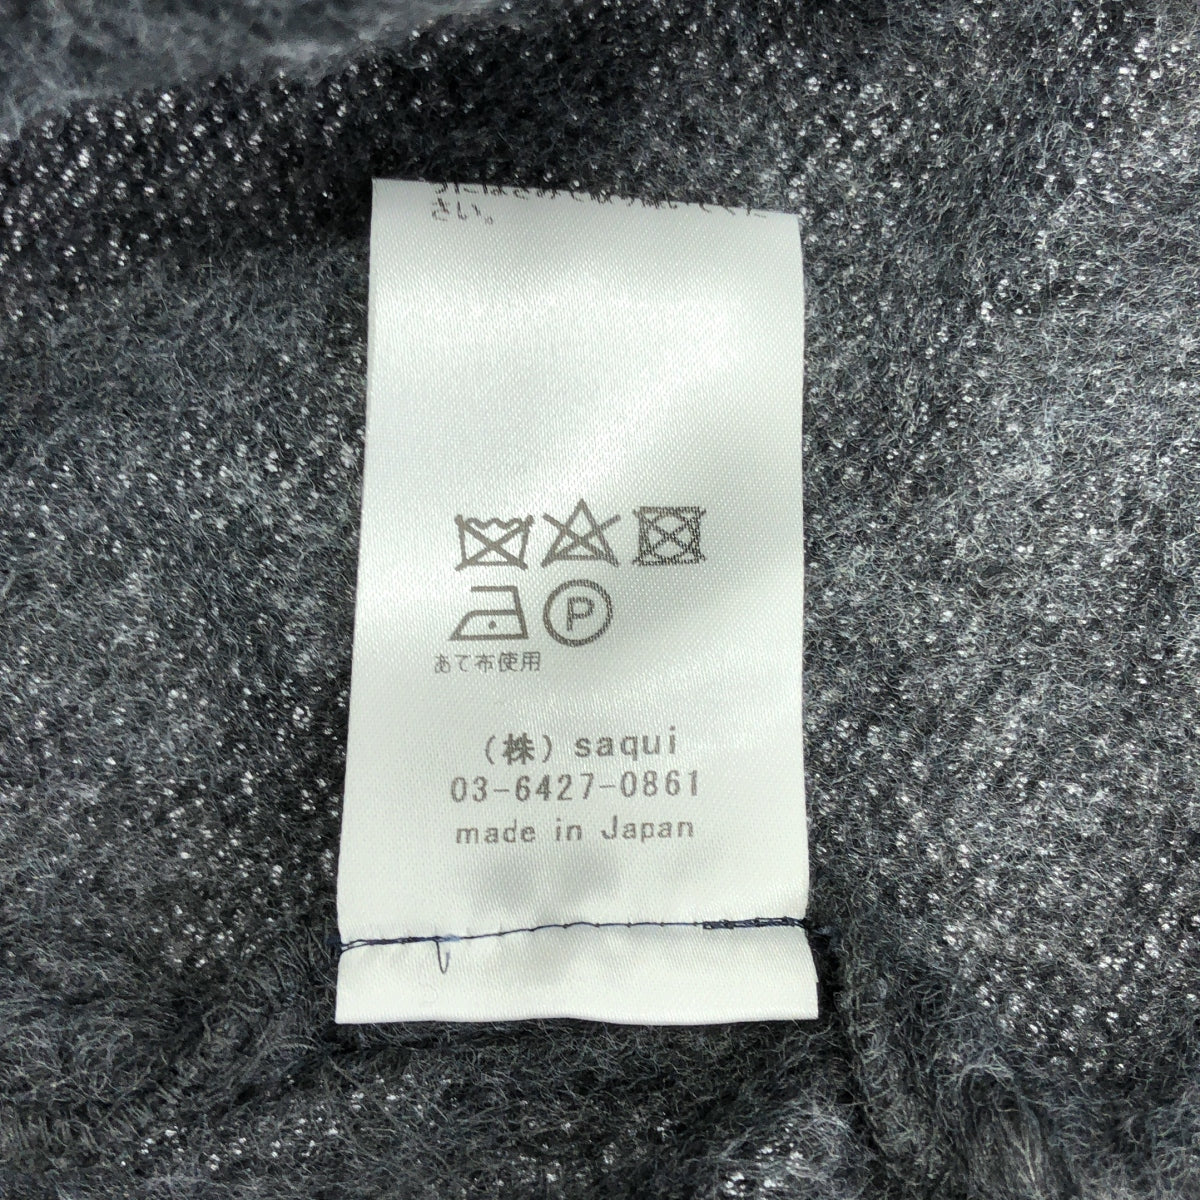 さい。
P
あて布使用
(株) saqui
03-6427-0861
made in Japan